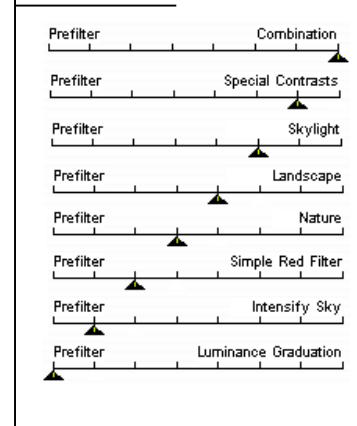 Prefilter Combination
Prefilter Special Contrasts
Prefilter Skylight
Prefilter Landscape
Prefilter Nature
Prefilter Simple Red Filter
Prefilter Intensify Sky
Prefilter Luminance Graduation